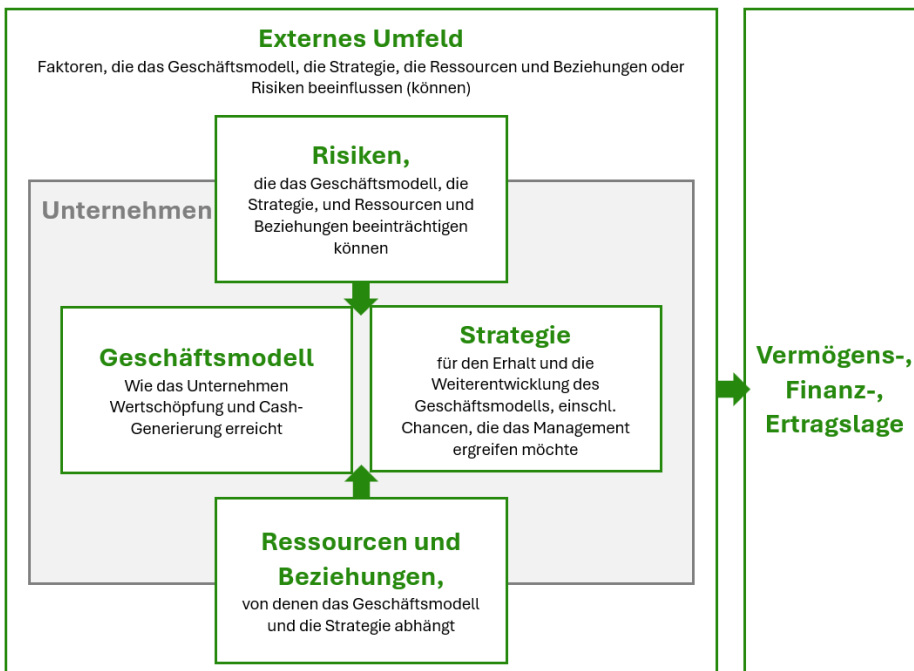 Externes Umfeld
Faktoren, die das Geschäftsmodell, die Strategie, die Ressourcen und Beziehungen oder
Risiken beeinflussen (können)
Risiken,
die das Geschäftsmodell, die
Strategie, und Ressourcen und
Beziehungen beeinträchtigen
können
Unternehmen
Geschäftsmodell
Wie das Unternehmen
Wertschöpfung und Cash-
Generierung erreicht
Strategie
für den Erhalt und die
Weiterentwicklung des
Geschäftsmodells, einschl.
Chancen, die das Management
ergreifen möchte
Ressourcen und
Beziehungen,
von denen das Geschäftsmodell
und die Strategie abhängt
Vermögens-,
Finanz-,
Ertragslage